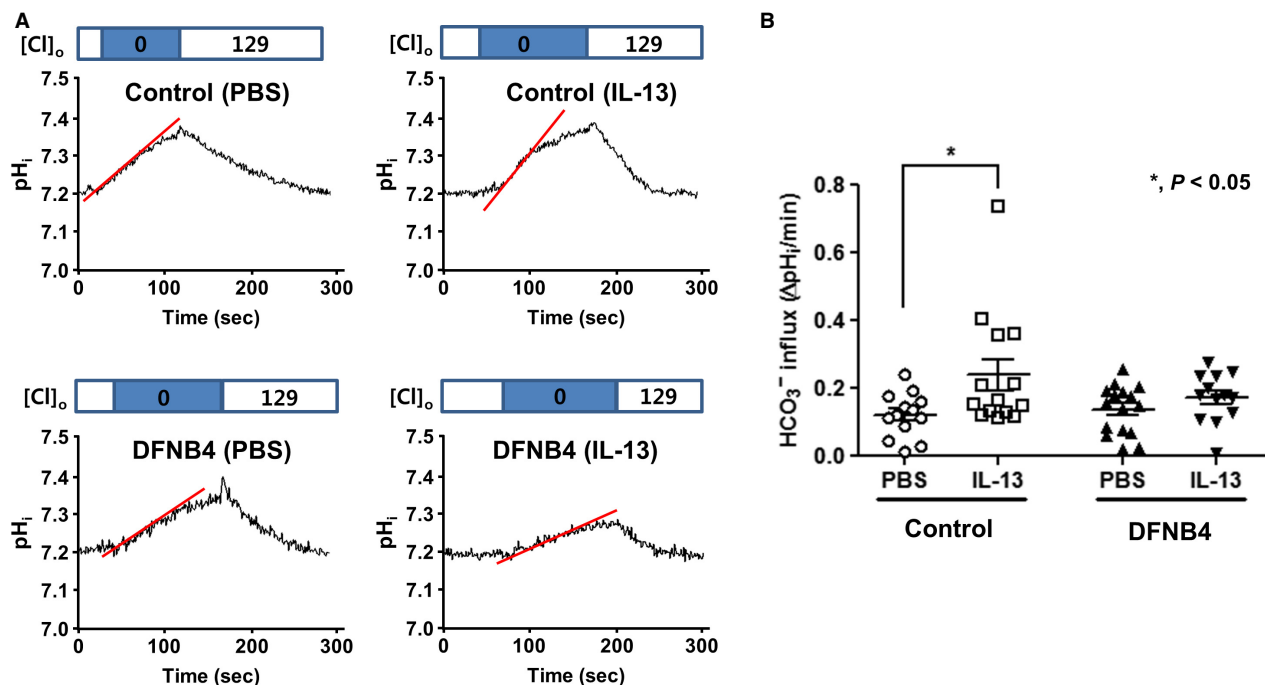 A
[Cl]o 0 129
Control (PBS)
7.5
7.4
7.3
7.2
7.1
7.0
pHi
0 100 200 300
Time (sec)
[Cl]o 0 129
Control (IL-13)
7.5
7.4
7.3
7.2
7.1
7.0
pHi
0 100 200 300
Time (sec)
[Cl]o 0 129
DFNB4 (PBS)
7.5
7.4
7.3
7.2
7.1
7.0
pHi
0 100 200 300
Time (sec)
[Cl]o 0 129
DFNB4 (IL-13)
7.5
7.4
7.3
7.2
7.1
7.0
pHi
0 100 200 300
Time (sec)
B
*
*, P < 0.05
HCO3− influx (ΔpHi/min)
0.8
0.6
0.4
0.2
0.0
PBS IL-13 PBS IL-13
Control DFNB4